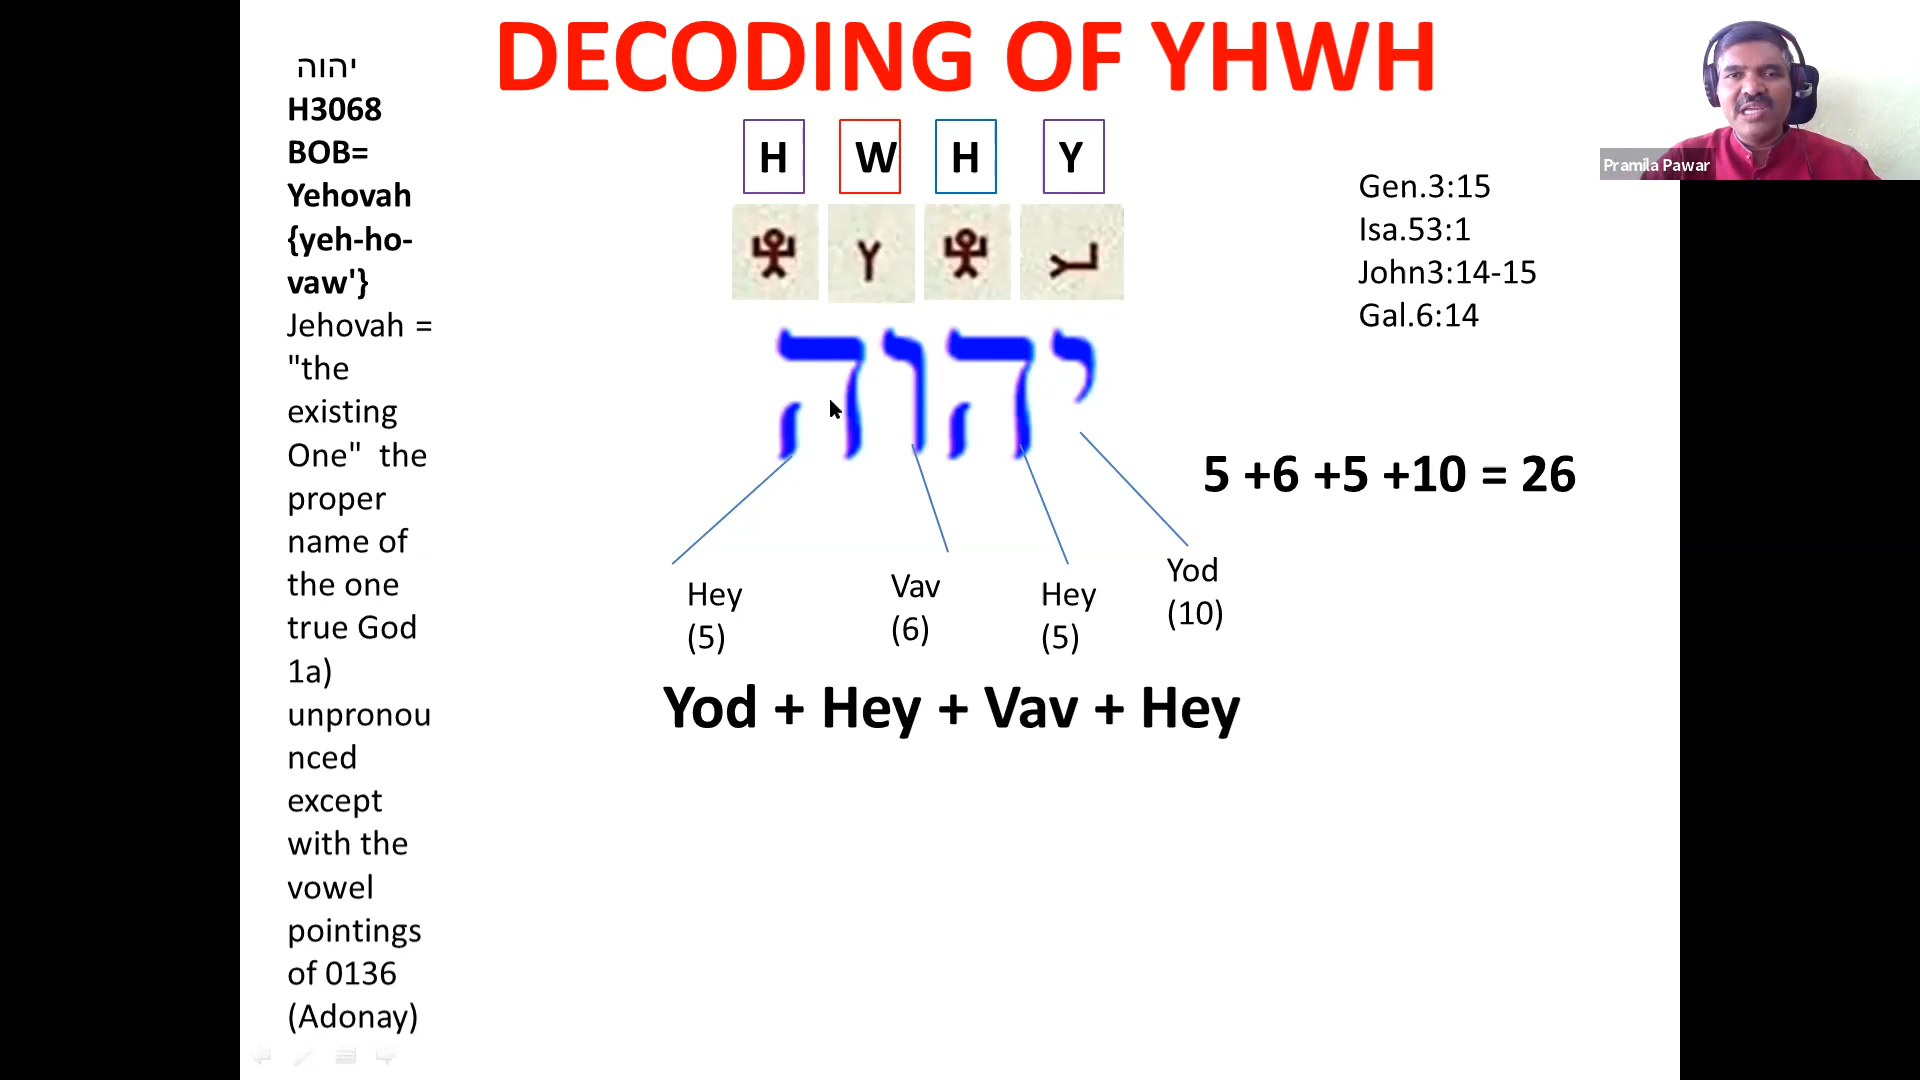 DECODING OF YHWH
יהוה
H3068
BOB=
Yehovah
{yeh-ho-
vaw'}
Jehovah =
"the
existing
One" the
proper
name of
the one
true God
1a)
unpronou
nced
except
with the
vowel
pointings
of 0136
(Adonay)
H W H Y
יהוה
Hey
(5)
Vav
(6)
Hey
(5)
Yod
(10)
Yod + Hey + Vav + Hey
Gen.3:15
Isa.53:1
John3:14-15
Gal.6:14
5 +6 +5 +10 = 26
Pramila Pawar